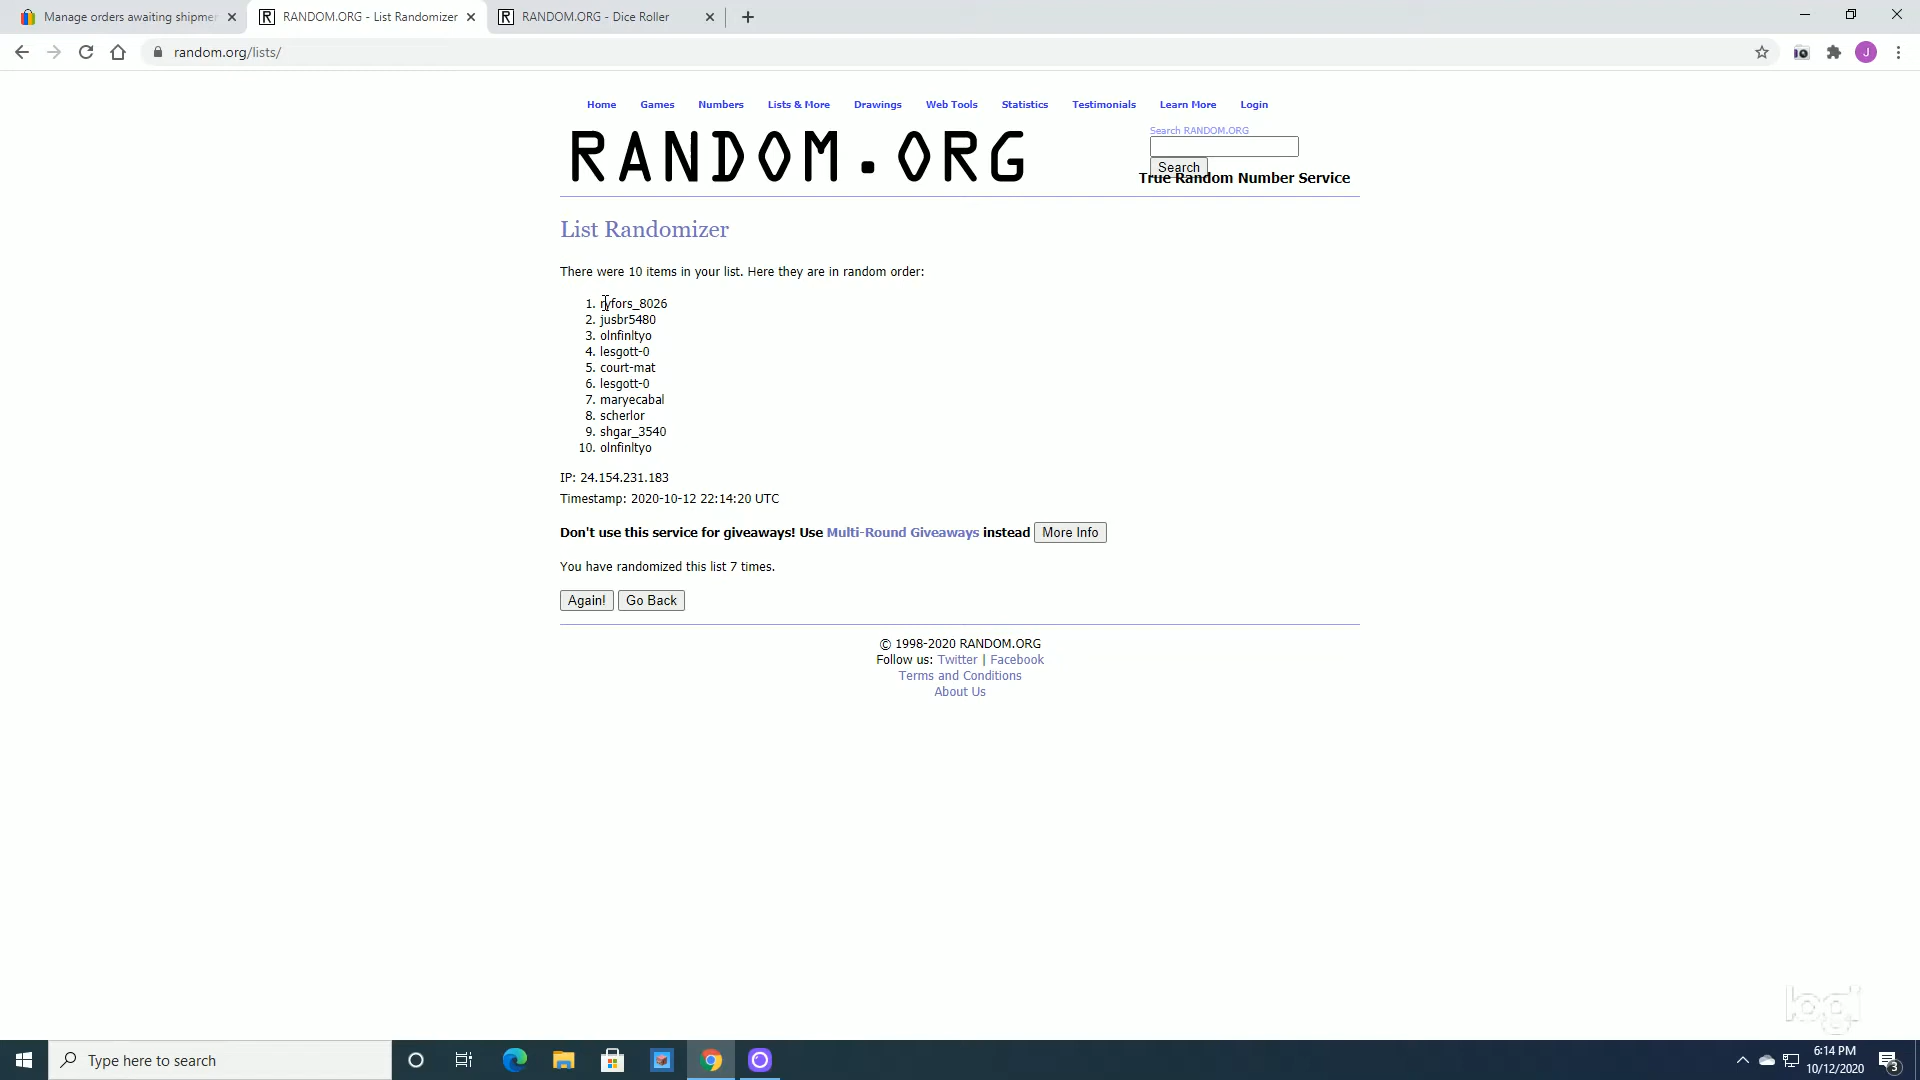 Manage orders awaiting shipme
RANDOM.ORG - List Randomizer
RANDOM.ORG - Dice Roller
random.org/lists/
J
Home Games Numbers Lists & More Drawings Web Tools Statistics Testimonials Learn More Login
RANDOM.ORG
Search RANDOM.ORG
Search
True Random Number Service
List Randomizer
There were 10 items in your list. Here they are in random order:
1. ryfors_8026
2. jusbr5480
3. olnfinltyo
4. lesgott-0
5. court-mat
6. lesgott-0
7. maryecabal
8. scherlor
9. shgar_3540
10. olnfinltyo
IP: 24.154.231.183
Timestamp: 2020-10-12 22:14:20 UTC
Don't use this service for giveaways! Use Multi-Round Giveaways instead More Info
You have randomized this list 7 times.
Again! Go Back
© 1998-2020 RANDOM.ORG
Follow us: Twitter | Facebook
Terms and Conditions
About Us
logi
Type here to search
6:14 PM
10/12/2020
3